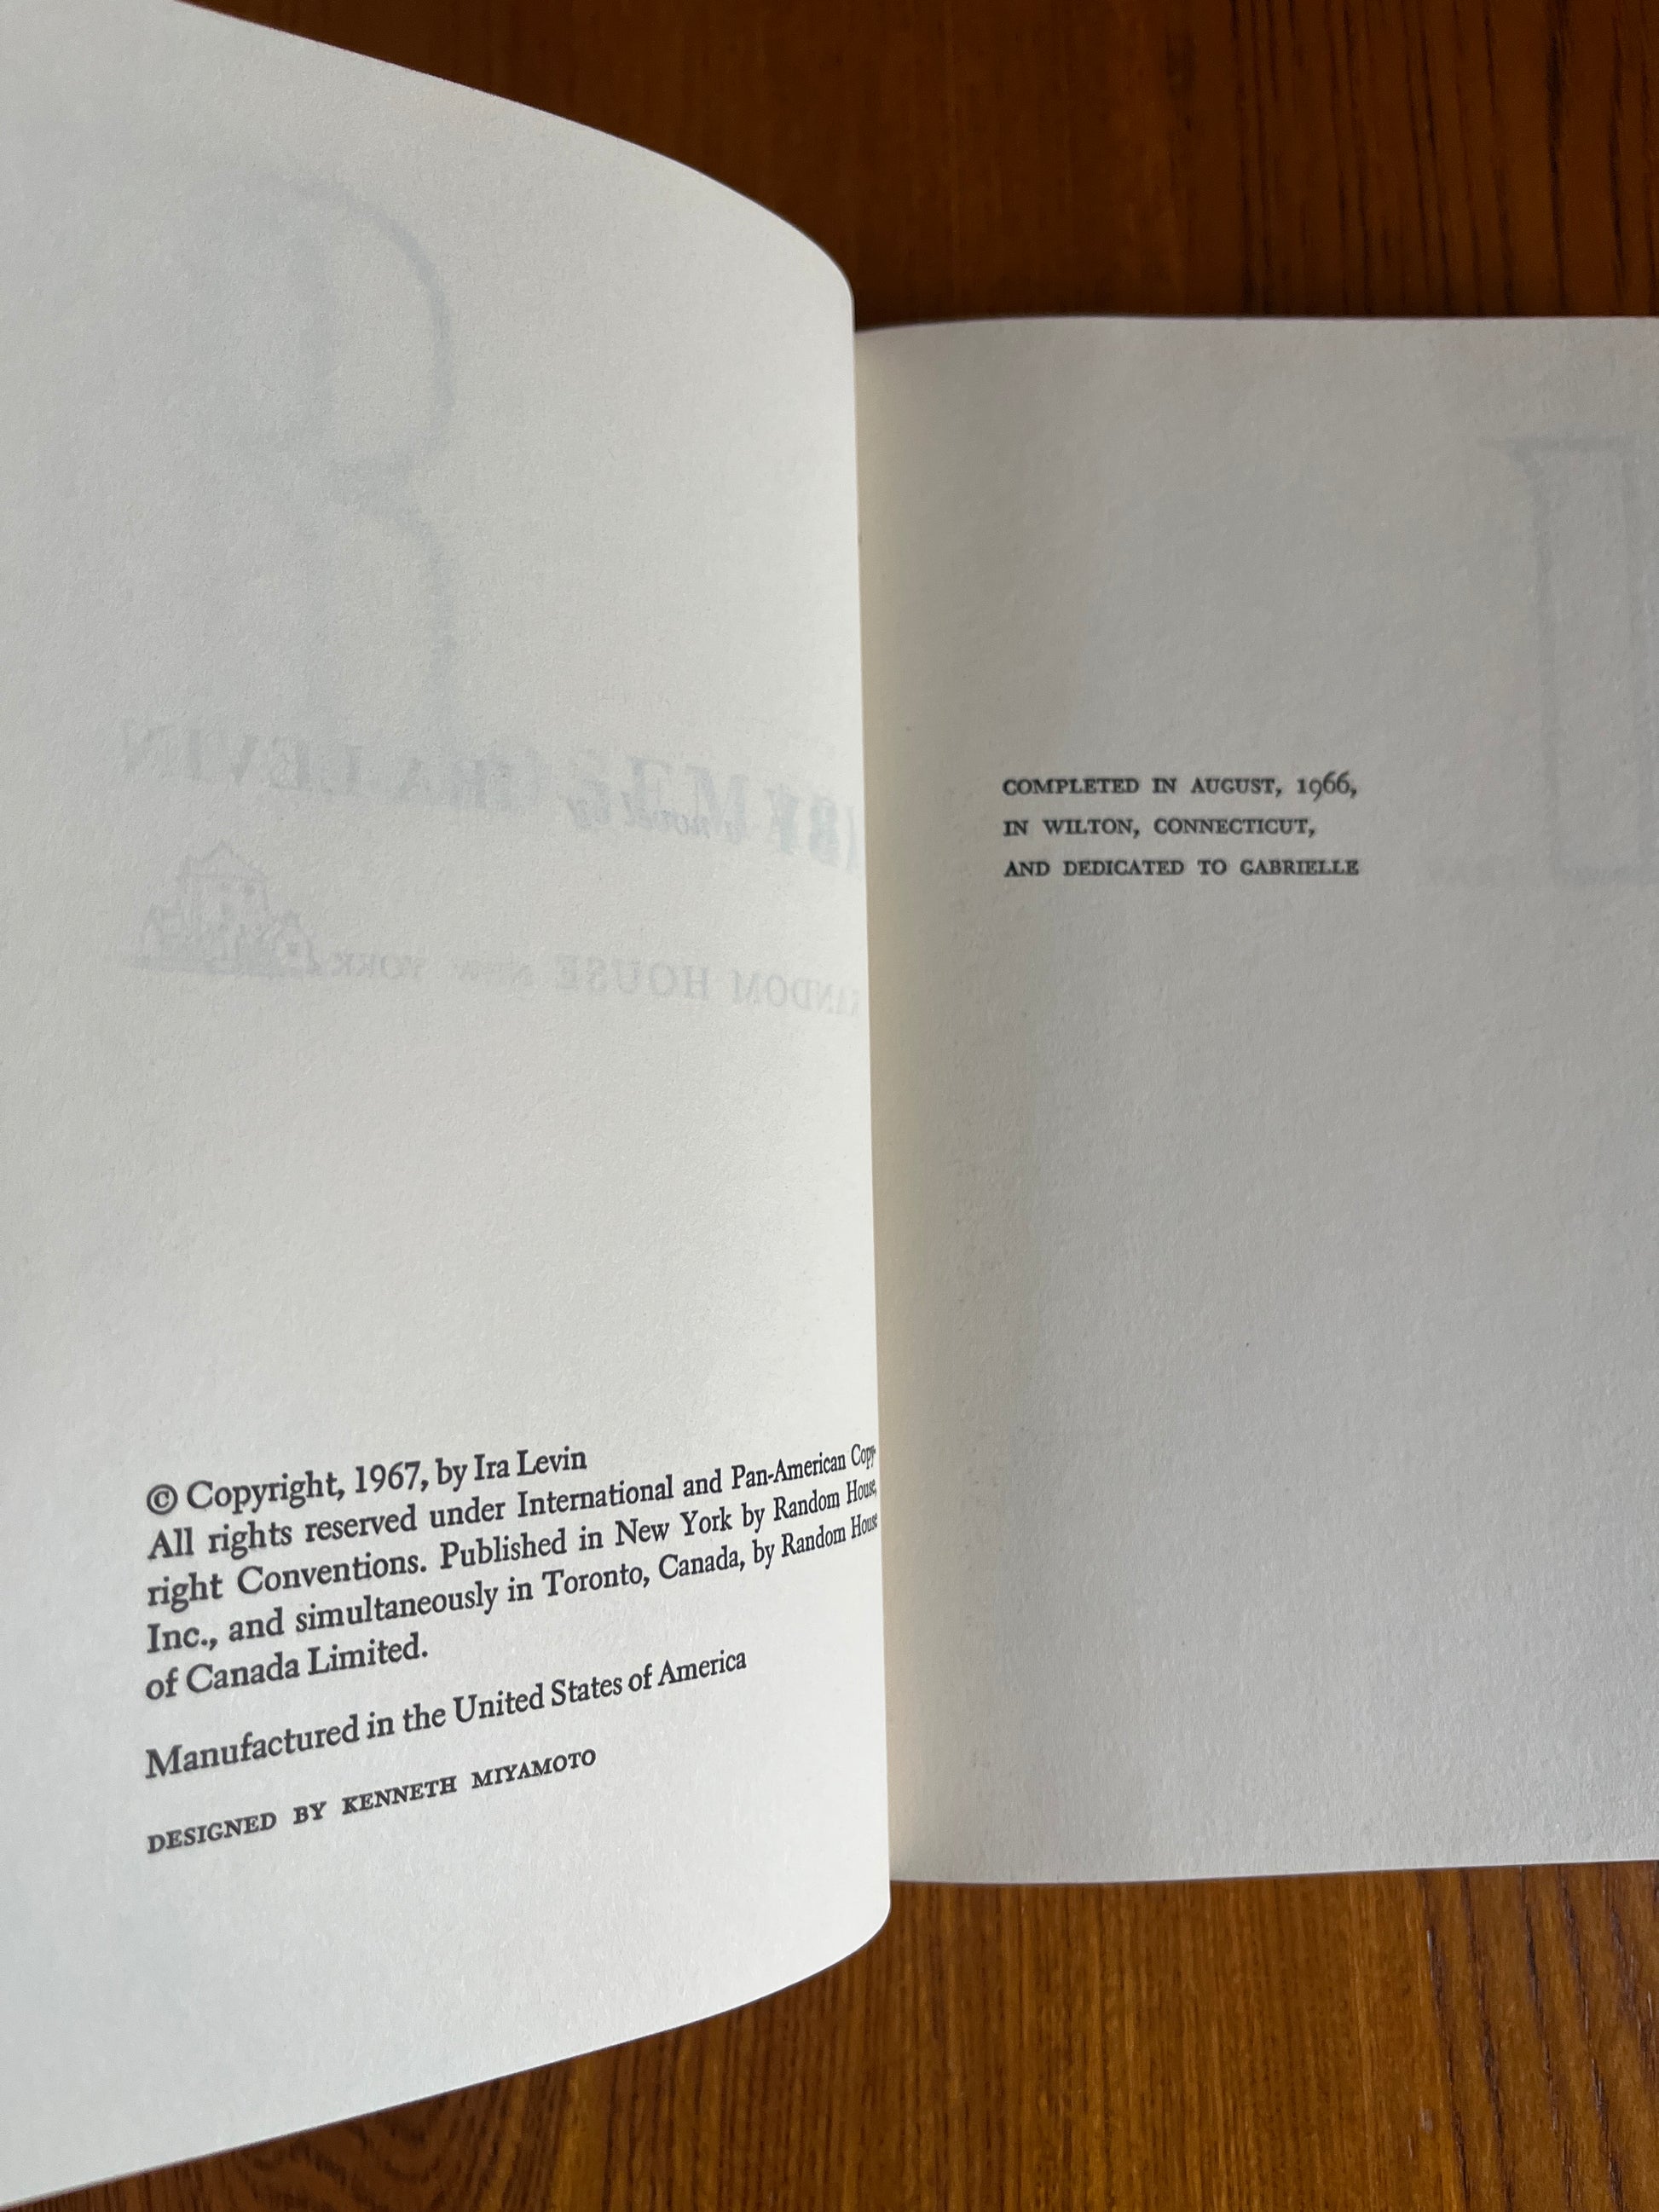 © Copyright, 1967, by Ira Levin
All rights reserved under International and Pan-American Copy-
right Conventions. Published in New York by Random House,
Inc., and simultaneously in Toronto, Canada, by Random House
of Canada Limited.
Manufactured in the United States of America
DESIGNED BY KENNETH MIYAMOTO
COMPLETED IN AUGUST, 1966,
IN WILTON, CONNECTICUT,
AND DEDICATED TO GABRIELLE